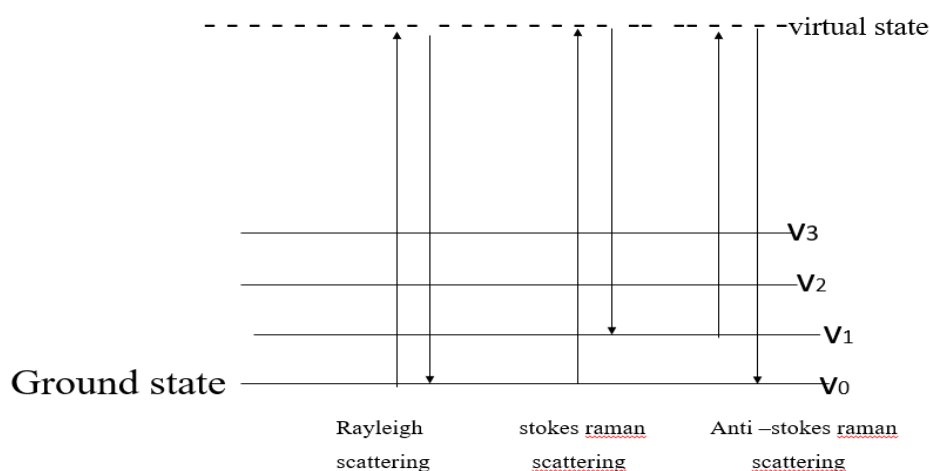 virtual state
V3
V2
V1
Ground state
V0
Rayleigh
scattering
stokes raman
scattering
Anti –stokes raman
scattering